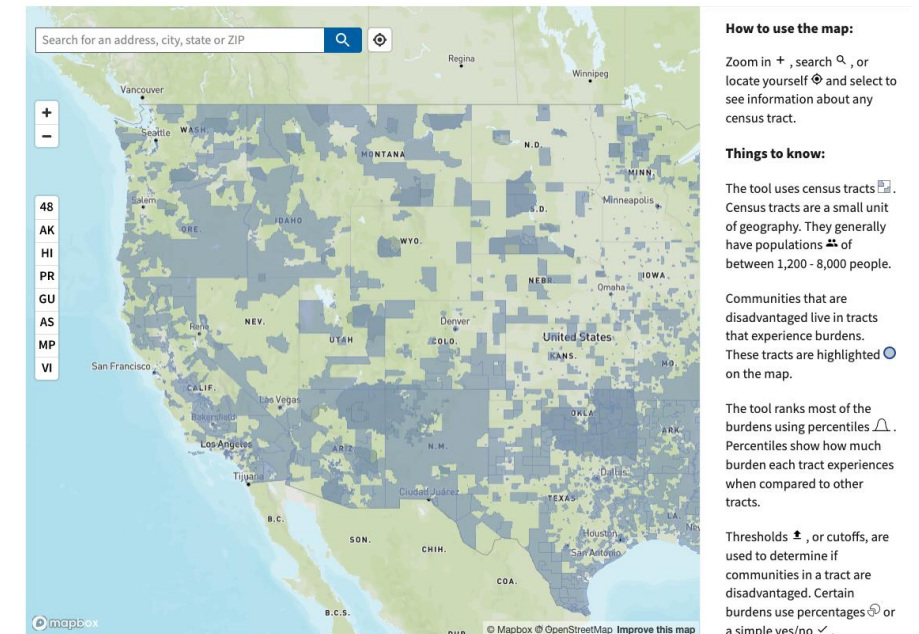 Search for an address, city, state or ZIP
+
−
48
AK
HI
PR
GU
AS
MP
VI
Regina
Winnipeg
Vancouver
Seattle
WASH.
MONTANA
N.D.
MINN.
Salem
Minneapolis
ORE.
IDAHO
S.D.
WYO.
IOWA.
NEBR.
Omaha
Reno
NEV.
Denver
UTAH
COLO.
United States
KANS.
San Francisco
MO.
CALIF.
Las Vegas
Bakersfield
OKLA.
ARK.
Los Angeles
ARIZ.
N.M.
Tijuana
Dallas
Ciudad Juárez
TEXAS
LA.
B.C.
SON.
Houston
San Antonio
CHIH.
COA.
B.C.S.
mapbox
© Mapbox © OpenStreetMap Improve this map
How to use the map:
Zoom in + , search , or
locate yourself and select to
see information about any
census tract.
Things to know:
The tool uses census tracts .
Census tracts are a small unit
of geography. They generally
have populations of
between 1,200 - 8,000 people.
Communities that are
disadvantaged live in tracts
that experience burdens.
These tracts are highlighted
on the map.
The tool ranks most of the
burdens using percentiles .
Percentiles show how much
burden each tract experiences
when compared to other
tracts.
Thresholds , or cutoffs, are
used to determine if
communities in a tract are
disadvantaged. Certain
burdens use percentages or
a simple yes/no .